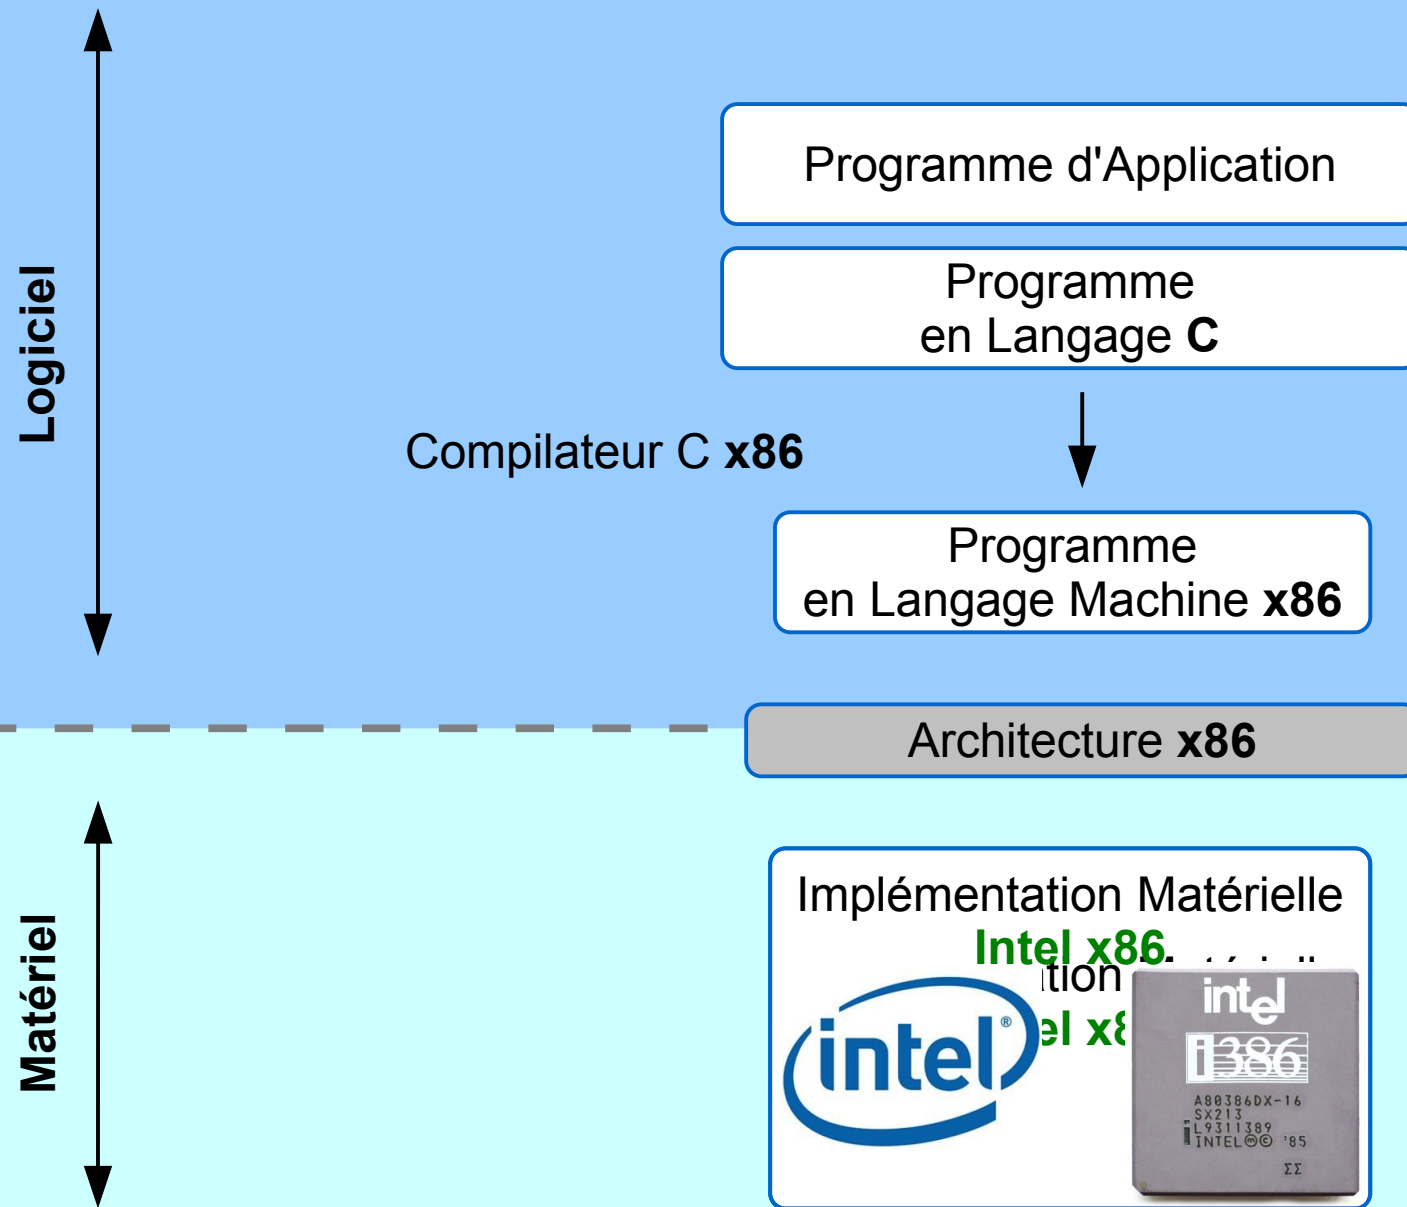 Logiciel
Programme d'Application
Programme
en Langage C
Compilateur C x86
Programme
en Langage Machine x86
Architecture x86
Matériel
Implémentation Matérielle
Intel x86
intel®
intel
i386
A80386DX-16
SX213
L9311389
INTEL ⓜ © '85
ΣΣ